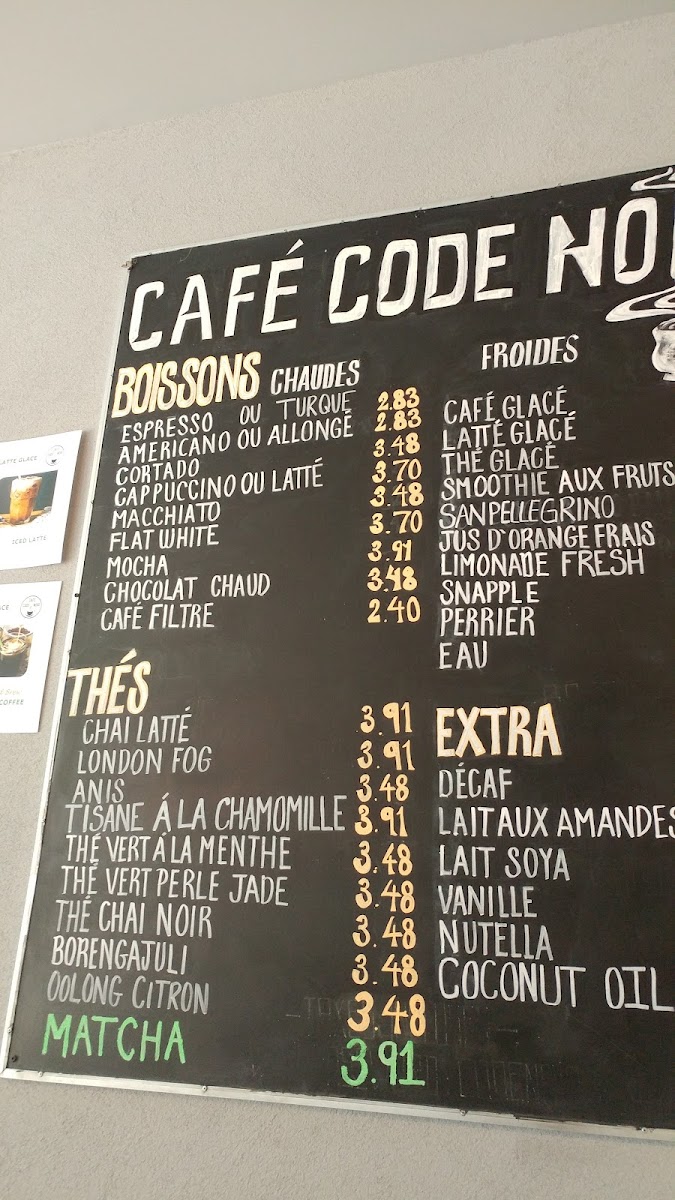 CAFÉ CODE
BOISSONS CHAUDES
ESPRESSO OU TURQUE 2.83
AMERICANO OU ALLONGÉ 2.83
CORTADO 3.48
CAPPUCCINO OU LATTÉ 3.70
MACCHIATO 3.48
FLAT WHITE 3.70
MOCHA 3.91
CHOCOLAT CHAUD 3.48
CAFÉ FILTRE 2.40
THÉS
CHAI LATTÉ 3.91
LONDON FOG 3.91
ANIS 3.48
TISANE Á LA CHAMOMILLE 3.91
THÉ VERT Á LA MENTHE 3.48
THÉ VERT PERLE JADE 3.48
THÉ CHAI NOIR 3.48
BORENGAJULI 3.48
OOLONG CITRON 3.48
MATCHA 3.91
FROIDES
CAFÉ GLACÉ
LATTÉ GLACÉ
THÉ GLACÉ
SMOOTHIE AUX FRUTS
SANPELLEGRINO
JUS D'ORANGE FRAIS
LIMONADE FRESH
SNAPPLE
PERRIER
EAU
EXTRA
DÉCAF
LAIT AUX AMANDES
LAIT SOYA
VANILLE
NUTELLA
COCONUT OIL
LATTE GLACE
ICED LATTE
COFFEE